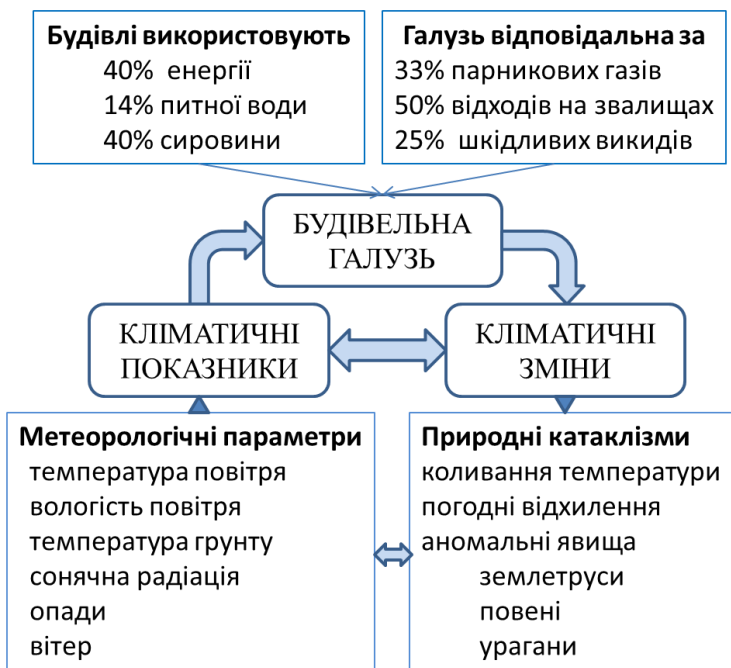 Будівлі використовують
40% енергії
14% питної води
40% сировини
Галузь відповідальна за
33% парникових газів
50% відходів на звалищах
25% шкідливих викидів
БУДІВЕЛЬНА
ГАЛУЗЬ
КЛІМАТИЧНІ
ПОКАЗНИКИ
КЛІМАТИЧНІ
ЗМІНИ
Метеорологічні параметри
температура повітря
вологість повітря
температура грунту
сонячна радіація
опади
вітер
Природні катаклізми
коливання температури
погодні відхилення
аномальні явища
землетруси
повені
урагани